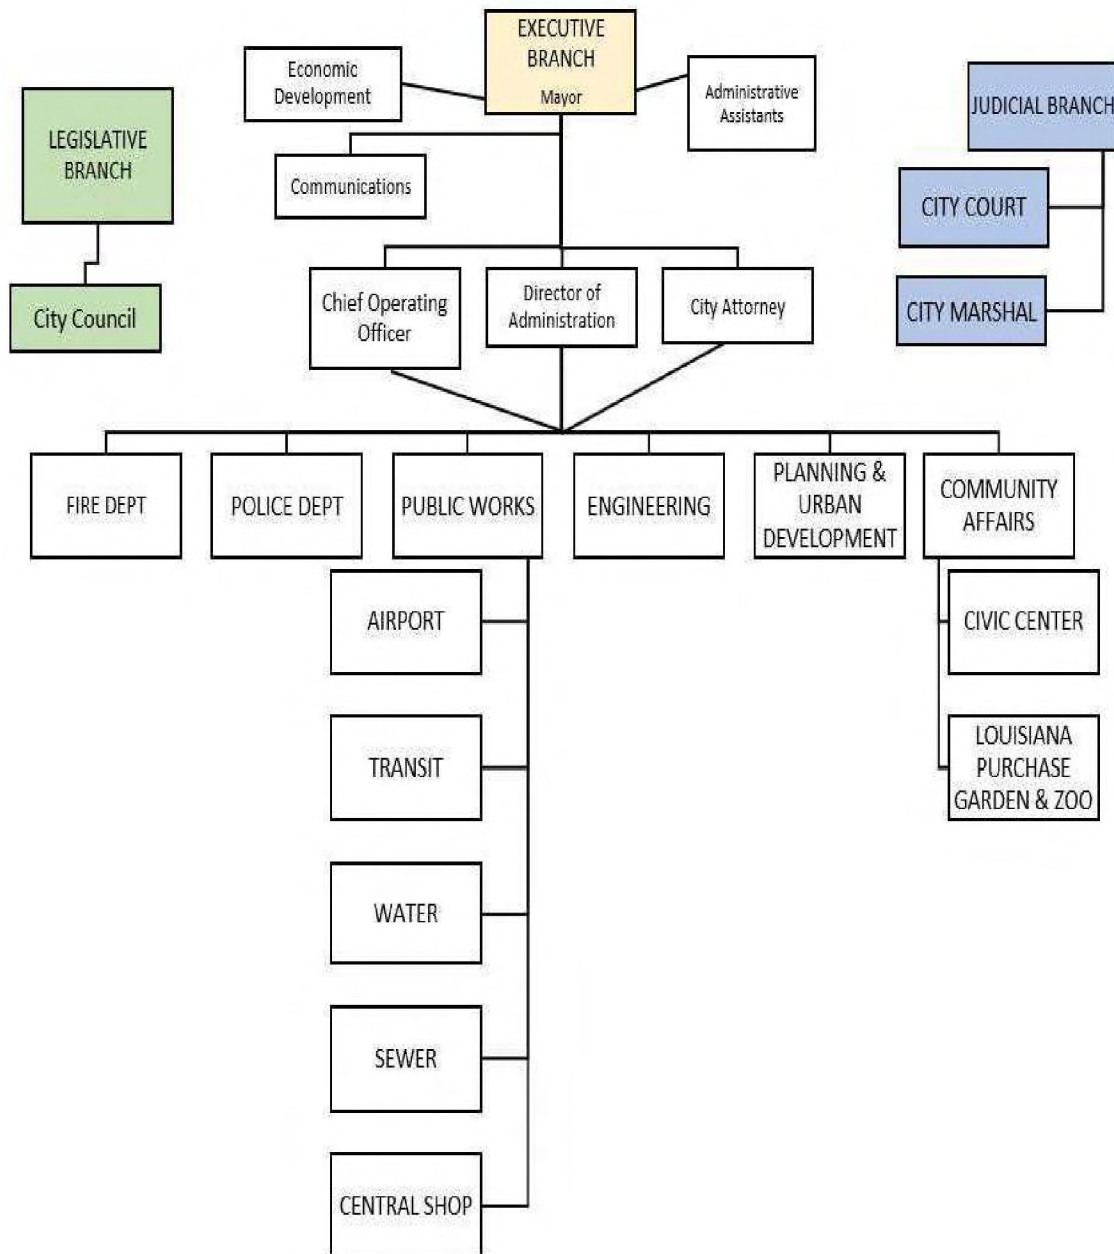 EXECUTIVE
BRANCH
Mayor
Economic
Development
Administrative
Assistants
Communications
LEGISLATIVE
BRANCH
City Council
JUDICIAL BRANCH
CITY COURT
CITY MARSHAL
Chief Operating
Officer
Director of
Administration
City Attorney
FIRE DEPT
POLICE DEPT
PUBLIC WORKS
ENGINEERING
PLANNING &
URBAN
DEVELOPMENT
COMMUNITY
AFFAIRS
AIRPORT
TRANSIT
WATER
SEWER
CENTRAL SHOP
CIVIC CENTER
LOUISIANA
PURCHASE
GARDEN & ZOO